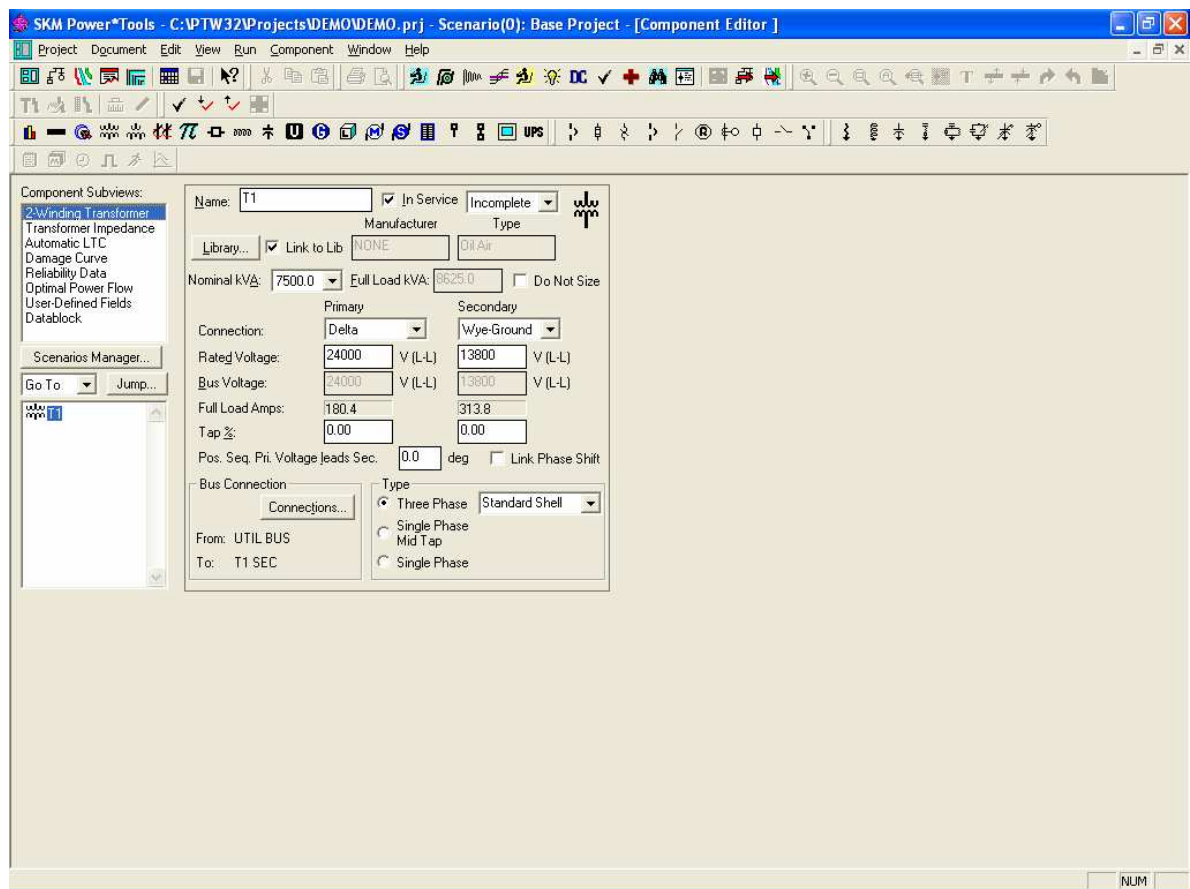 SKM Power*Tools - C:\PTW32\Projects\DEMO\DEMO.prj - Scenario(0): Base Project - [Component Editor ]
Project Document Edit View Run Component Window Help
DC T
UPS
Component Subviews:
2-Winding Transformer
Transformer Impedance
Automatic LTC
Damage Curve
Reliability Data
Optimal Power Flow
User-Defined Fields
Datablock
Scenarios Manager...
Go To Jump...
T1
Name: T1 In Service Incomplete
Manufacturer Type
Library... Link to Lib NONE Oil Air
Nominal kVA: 7500.0 Full Load kVA: 8625.0 Do Not Size
Primary Secondary
Connection: Delta Wye-Ground
Rated Voltage: 24000 V (L-L) 13800 V (L-L)
Bus Voltage: 24000 V (L-L) 13800 V (L-L)
Full Load Amps: 180.4 313.8
Tap %: 0.00 0.00
Pos. Seq. Pri. Voltage leads Sec. 0.0 deg Link Phase Shift
Bus Connection
Connections...
From: UTIL BUS
To: T1 SEC
Type
Three Phase Standard Shell
Single Phase
Mid Tap
Single Phase
NUM